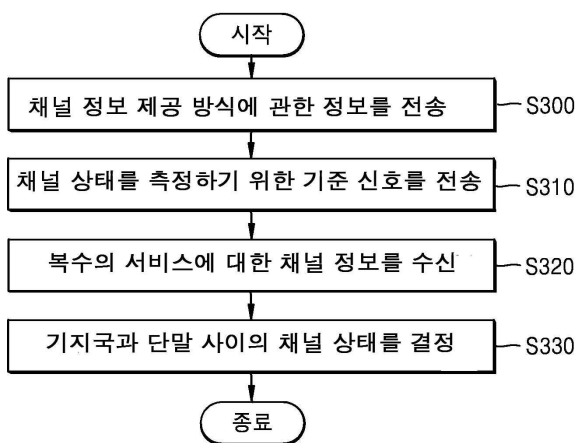 시작
채널 정보 제공 방식에 관한 정보를 전송 S300
채널 상태를 측정하기 위한 기준 신호를 전송 S310
복수의 서비스에 대한 채널 정보를 수신 S320
기지국과 단말 사이의 채널 상태를 결정 S330
종료